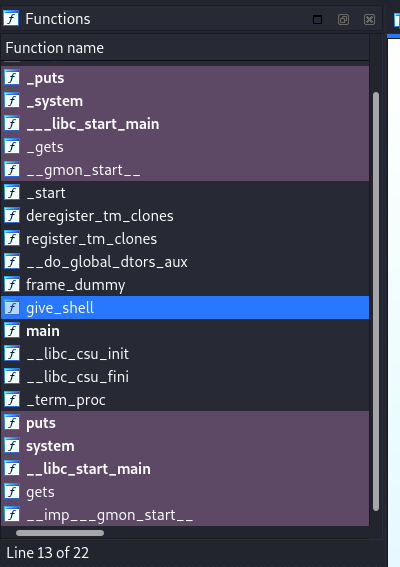 Functions
Function name
_puts
_system
___libc_start_main
_gets
__gmon_start__
_start
deregister_tm_clones
register_tm_clones
__do_global_dtors_aux
frame_dummy
give_shell
main
__libc_csu_init
__libc_csu_fini
_term_proc
puts
system
__libc_start_main
gets
__imp___gmon_start__
Line 13 of 22